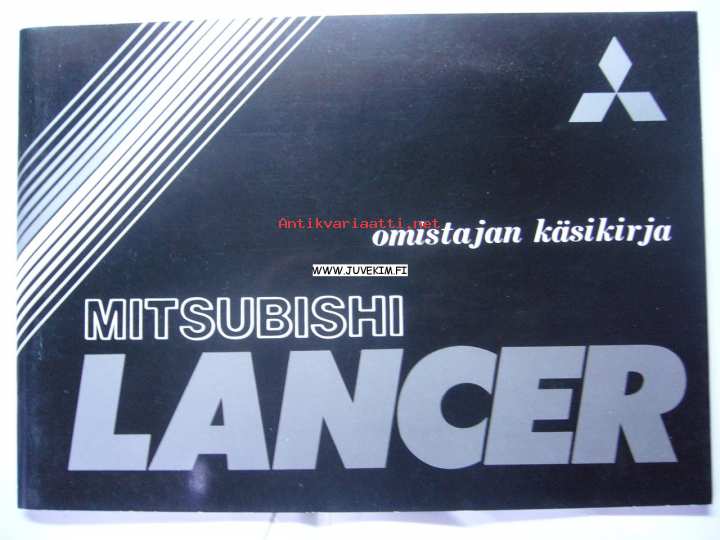 Antikvariaatti.net
omistajan käsikirja
WWW.JUVEKIM.FI
MITSUBISHI
LANCER